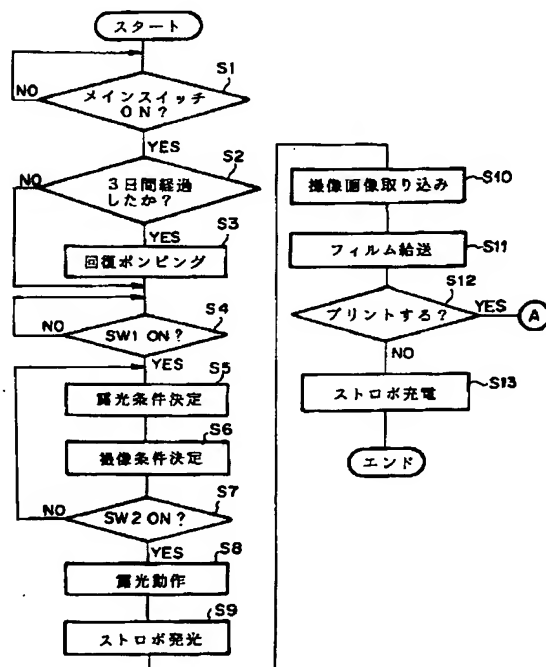 スタート
S1
NO
メインスイッチ
ON?
YES
S2
NO
3日間経過
したか?
YES
S3
回復ポンピング
S4
NO
SW1 ON?
YES
S5
露光条件決定
S6
撮像条件決定
S7
NO
SW2 ON?
YES
S8
露光動作
S9
ストロボ発光
撮像画像取り込み
S10
フィルム給送
S11
S12
プリントする?
YES
A
NO
ストロボ充電
S13
エンド